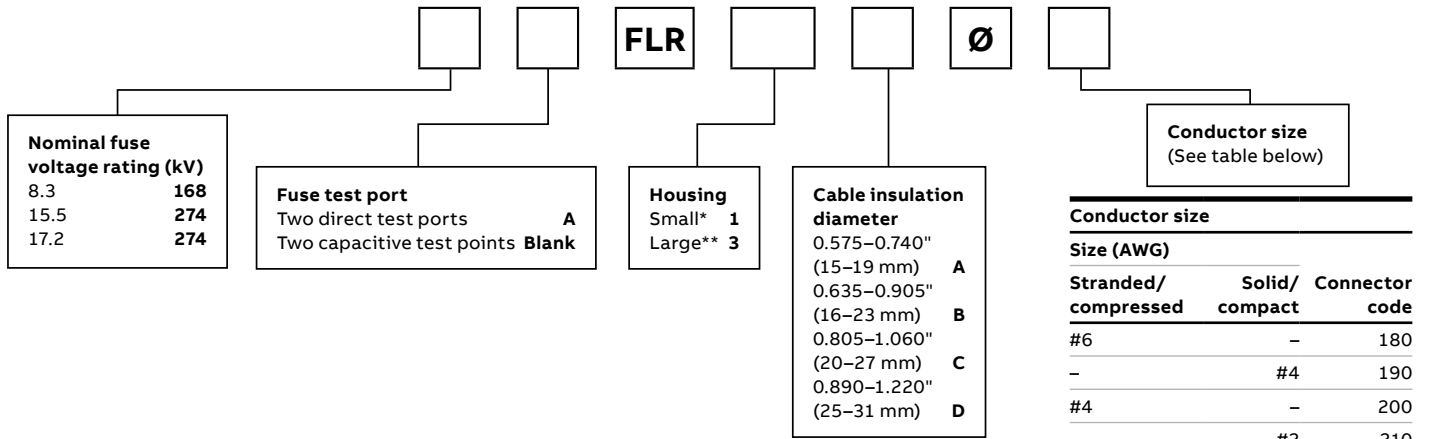 FLR Ø
Nominal fuse
voltage rating (kV)
8.3 168
15.5 274
17.2 274
Fuse test port
Two direct test ports A
Two capacitive test points Blank
Housing
Small* 1
Large** 3
Cable insulation
diameter
0.575–0.740"
(15–19 mm) A
0.635–0.905"
(16–23 mm) B
0.805–1.060"
(20–27 mm) C
0.890–1.220"
(25–31 mm) D
Conductor size
(See table below)
Conductor size
Size (AWG)
Stranded/ Solid/ Connector
compressed compact code
#6 – 180
– #4 190
#4 – 200